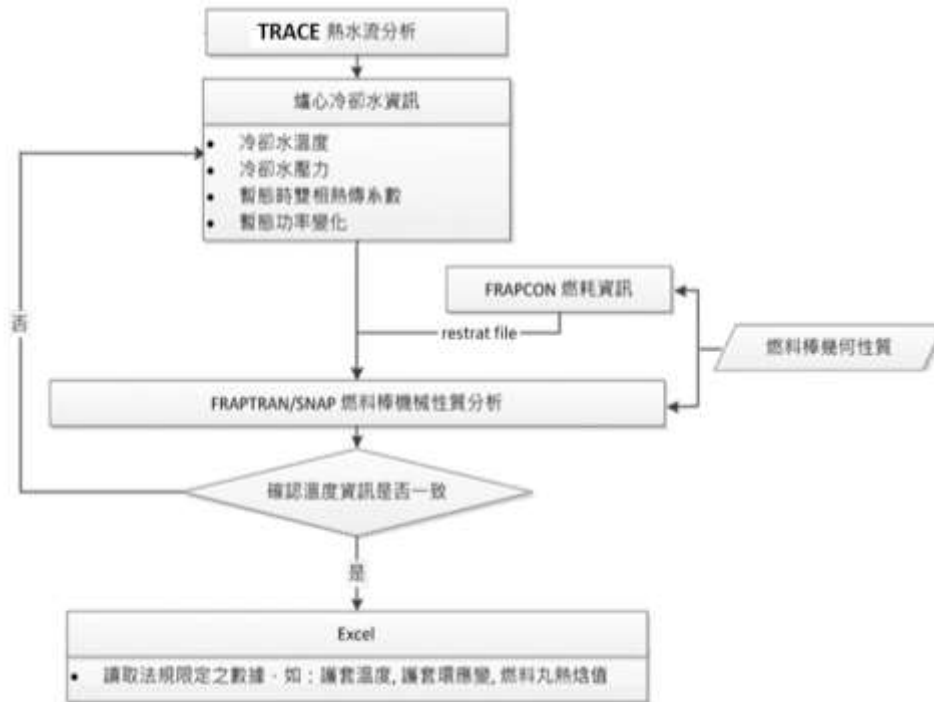 TRACE 熱水流分析
爐心冷卻水資訊
• 冷卻水溫度
• 冷卻水壓力
• 暫態時雙相熱傳系數
• 暫態功率變化
FRAPCON 燃耗資訊
否
restrat file
燃料棒幾何性質
FRAPTRAN/SNAP 燃料棒機械性質分析
確認溫度資訊是否一致
是
Excel
• 讀取法規限定之數據，如：護套溫度, 護套環應變, 燃料丸熱焓值